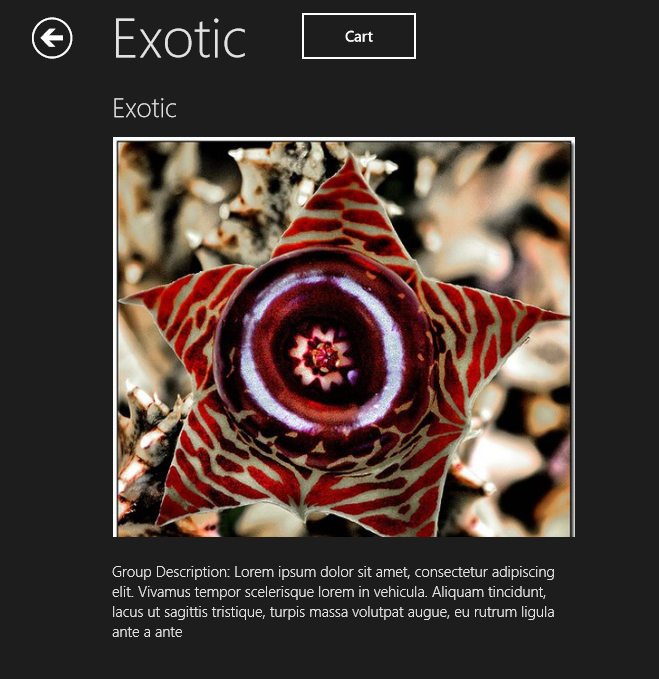 Exotic
Cart
Exotic
Group Description: Lorem ipsum dolor sit amet, consectetur adipiscing
elit. Vivamus tempor scelerisque lorem in vehicula. Aliquam tincidunt,
lacus ut sagittis tristique, turpis massa volutpat augue, eu rutrum ligula
ante a ante